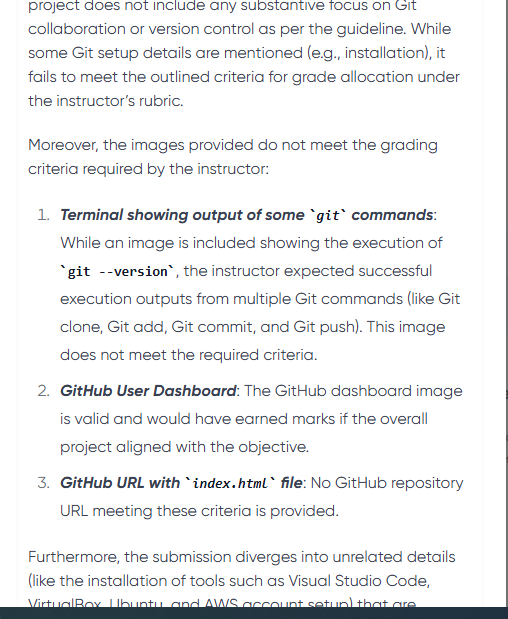 project does not include any substantive focus on Git
collaboration or version control as per the guideline. While
some Git setup details are mentioned (e.g., installation), it
fails to meet the outlined criteria for grade allocation under
the instructor's rubric.
Moreover, the images provided do not meet the grading
criteria required by the instructor:
1. Terminal showing output of some `git` commands:
While an image is included showing the execution of
`git --version`, the instructor expected successful
execution outputs from multiple Git commands (like Git
clone, Git add, Git commit, and Git push). This image
does not meet the required criteria.
2. GitHub User Dashboard: The GitHub dashboard image
is valid and would have earned marks if the overall
project aligned with the objective.
3. GitHub URL with `index.html` file: No GitHub repository
URL meeting these criteria is provided.
Furthermore, the submission diverges into unrelated details
(like the installation of tools such as Visual Studio Code,
VirtualBox, Ubuntu, and AWS account setup) that are